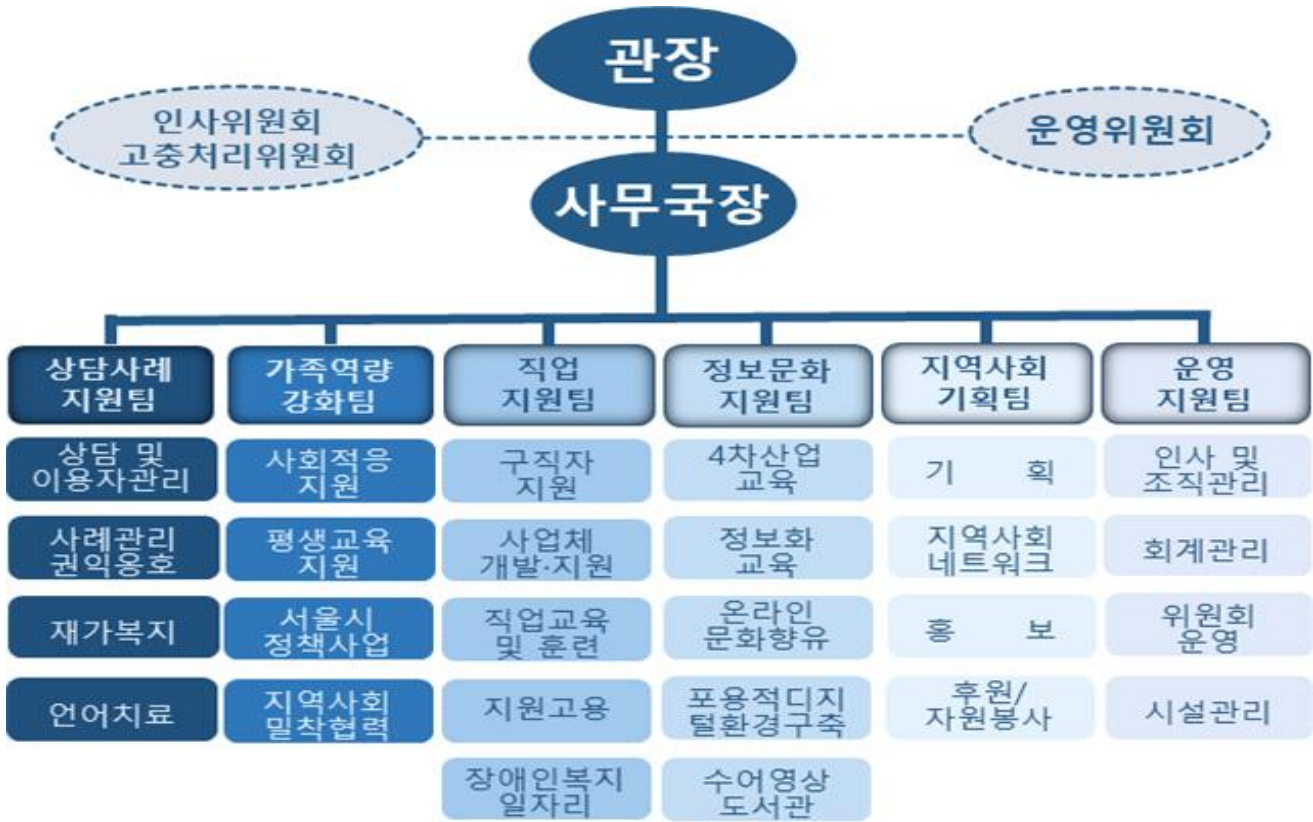 관장
인사위원회
고충처리위원회
운영위원회
사무국장
상담사례
지원팀
가족역량
강화팀
직업
지원팀
정보문화
지원팀
지역사회
기획팀
운영
지원팀
상담 및
이용자관리
사회적응
지원
구직자
지원
4차산업
교육
기 획
인사 및
조직관리
사례관리
권익옹호
평생교육
지원
사업체
개발·지원
정보화
교육
지역사회
네트워크
회계관리
재가복지
서울시
정책사업
직업교육
및 훈련
온라인
문화향유
홍 보
위원회
운영
언어치료
지역사회
밀착협력
지원고용
포용적디지
털환경구축
후원/
자원봉사
시설관리
장애인복지
일자리
수어영상
도서관